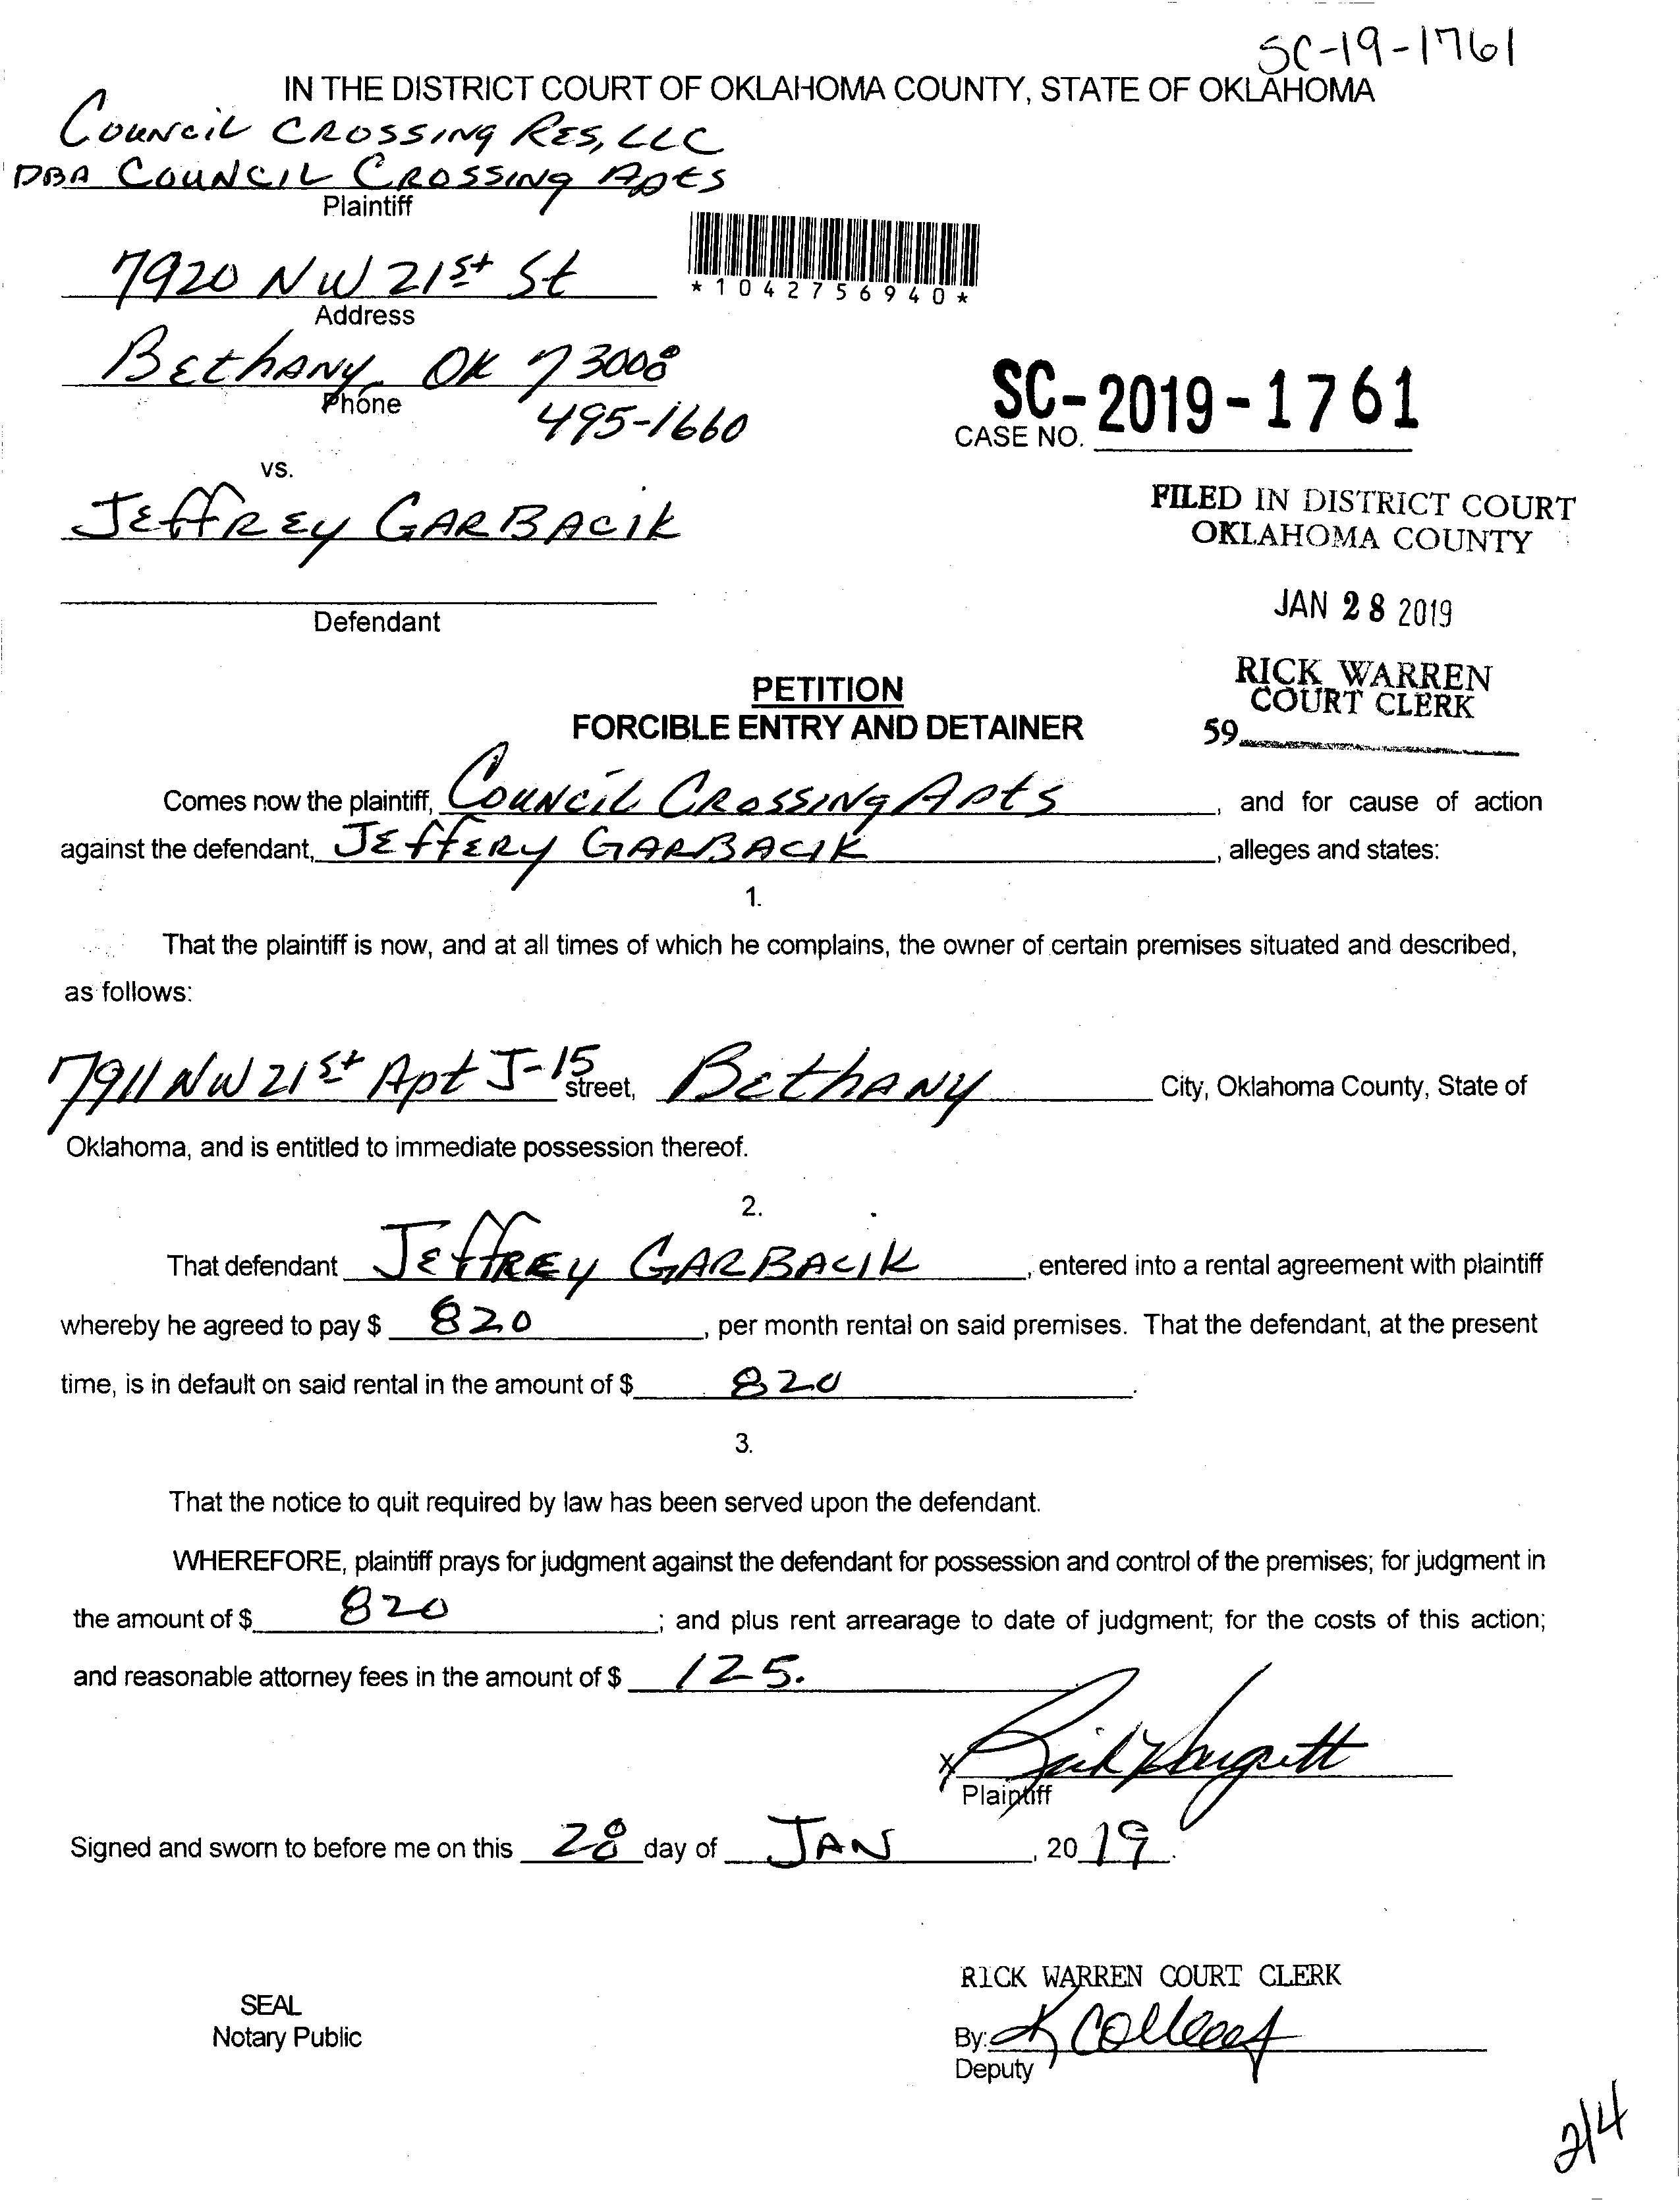 SC-19-1761
IN THE DISTRICT COURT OF OKLAHOMA COUNTY, STATE OF OKLAHOMA
COUNCIL CROSSING RES, LLC
DBA COUNCIL CROSSING APTS
Plaintiff
7920 NW 21st St
Address
*1042756940*
BEthANY OK 73008
Phone
495-1660
SC-2019-1761
CASE NO.
vs.
JEffREy GARBACIK
FILED IN DISTRICT COURT
OKLAHOMA COUNTY
Defendant
JAN 28 2019
RICK WARREN
COURT CLERK
59
PETITION
FORCIBLE ENTRY AND DETAINER
Comes now the plaintiff, COUNCIL CROSSING Apts, and for cause of action
against the defendant, JEffERy GARBACIK, alleges and states:
1.
That the plaintiff is now, and at all times of which he complains, the owner of certain premises situated and described,
as follows:
7911 NW 21st Apt J-15 street, BEthANY City, Oklahoma County, State of
Oklahoma, and is entitled to immediate possession thereof.
2.
That defendant JEffREy GARBACIK, entered into a rental agreement with plaintiff
whereby he agreed to pay $ 820, per month rental on said premises. That the defendant, at the present
time, is in default on said rental in the amount of $ 820.
3.
That the notice to quit required by law has been served upon the defendant.
WHEREFORE, plaintiff prays for judgment against the defendant for possession and control of the premises; for judgment in
the amount of $ 820; and plus rent arrearage to date of judgment; for the costs of this action;
and reasonable attorney fees in the amount of $ 125.
X
Plaintiff
Signed and sworn to before me on this 28 day of JAN, 2019.
RICK WARREN COURT CLERK
SEAL
Notary Public
By:
Deputy
2/4